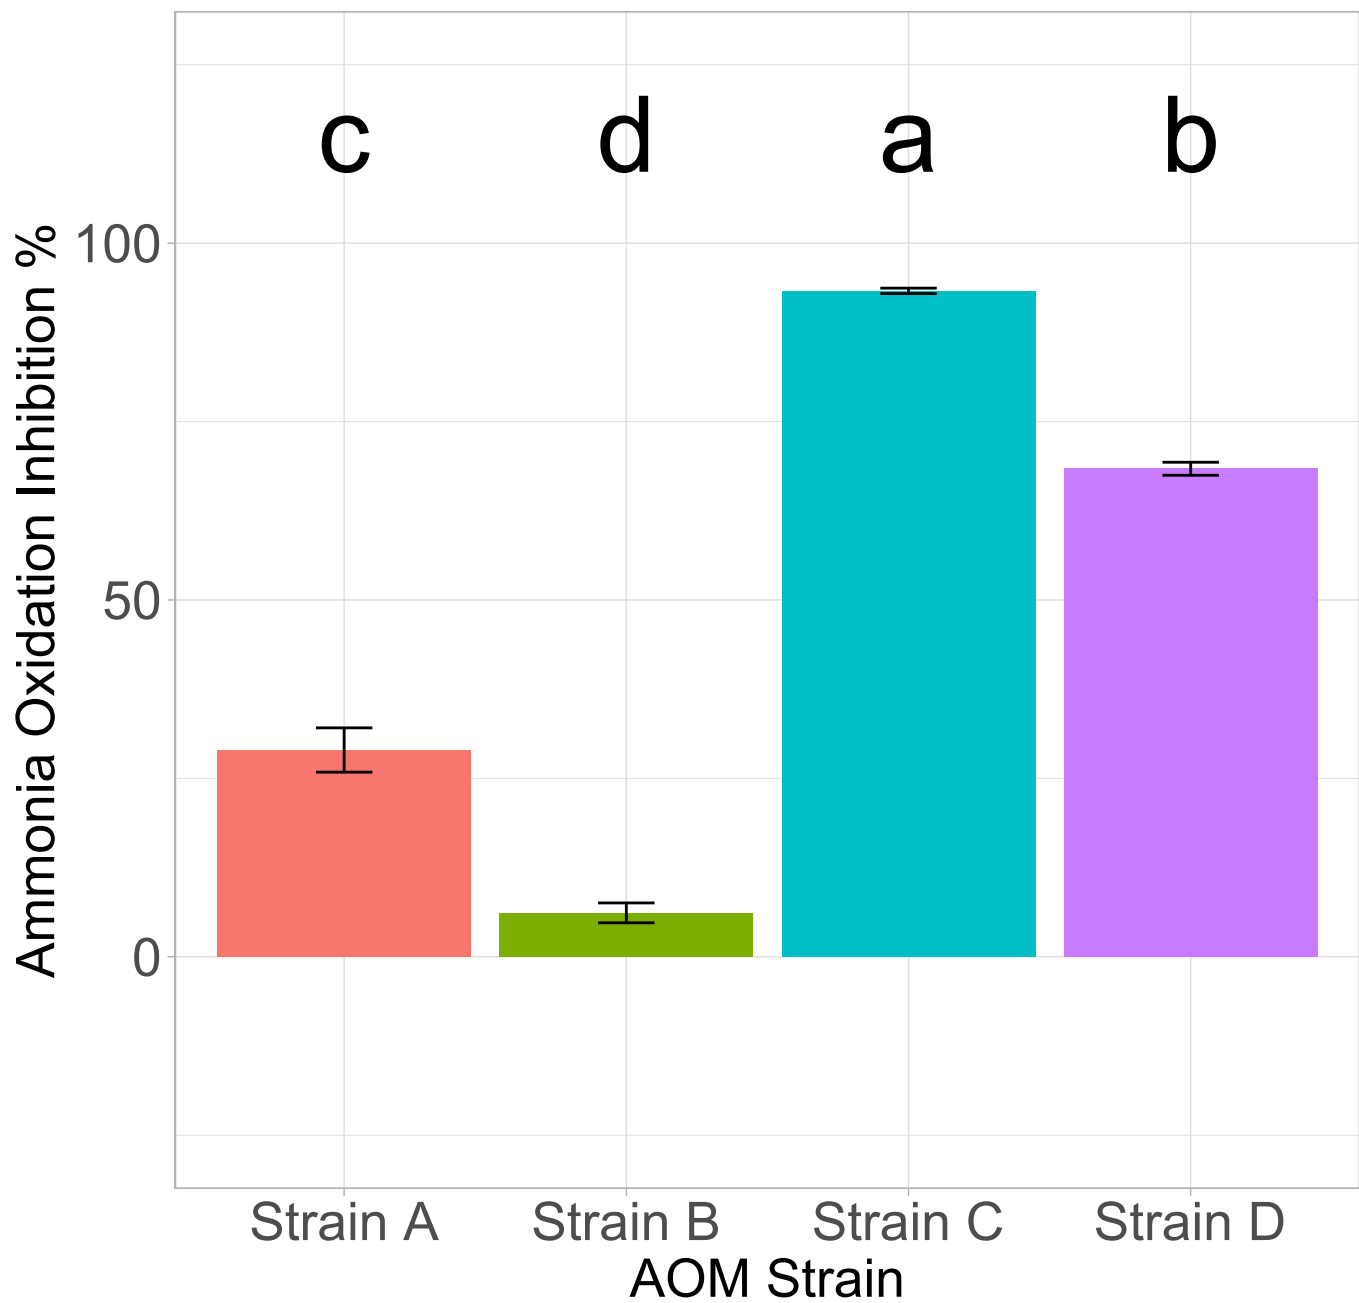 c d a b
Ammonia Oxidation Inhibition %
100
50
0
Strain A Strain B Strain C Strain D
AOM Strain